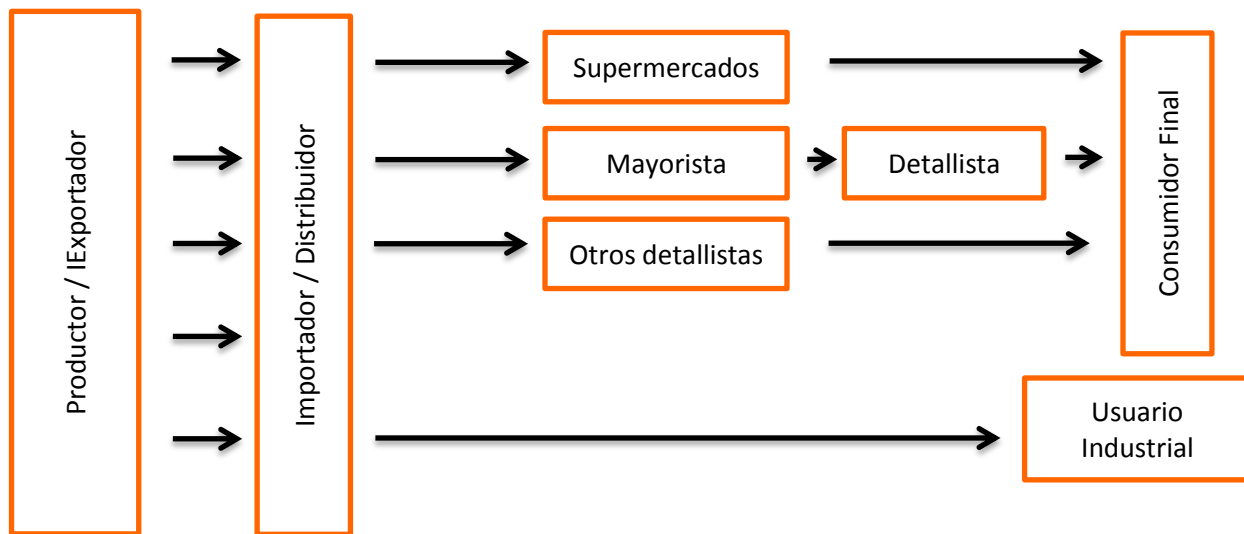 Productor / IExportador
Importador / Distribuidor
Supermercados
Mayorista
Detallista
Otros detallistas
Consumidor Final
Usuario
Industrial